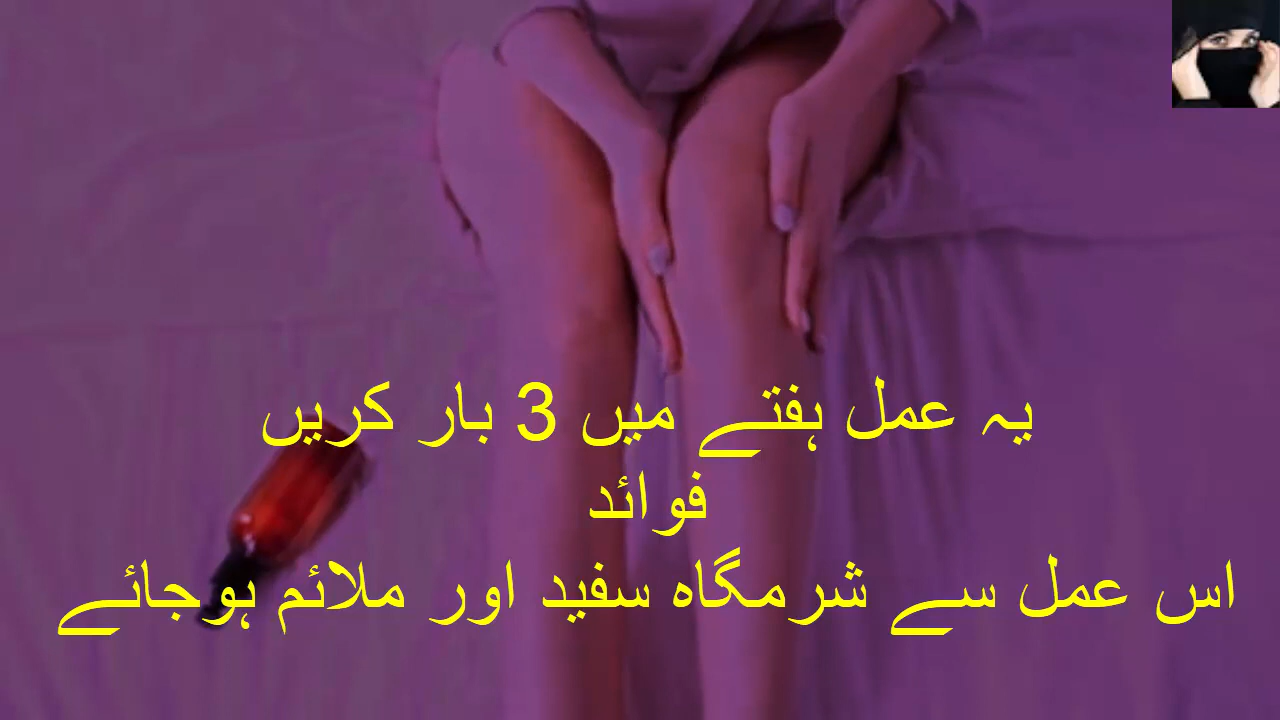 یہ عمل ہفتے میں 3 بار کریں
فوائد
اس عمل سے شرمگاہ سفید اور ملائم ہوجائے